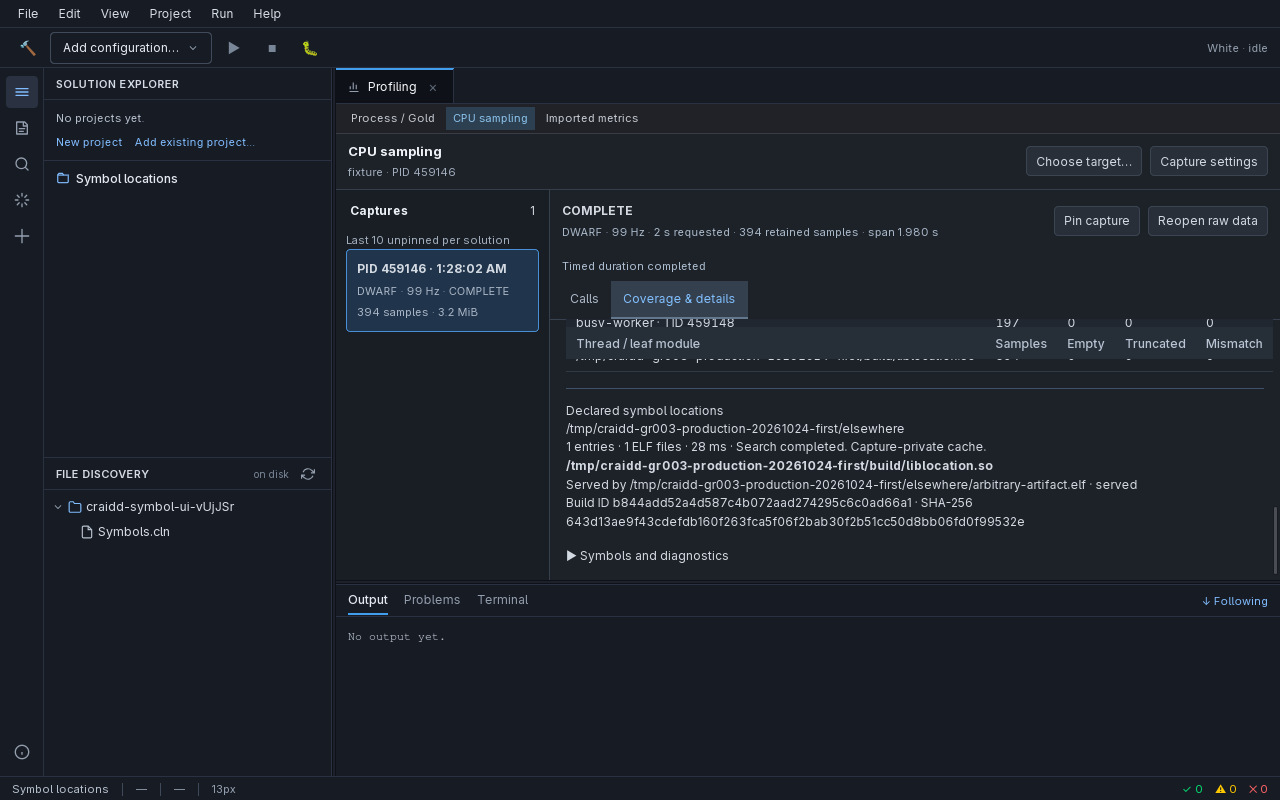 File Edit View Project Run Help
Add configuration…
White · idle
SOLUTION EXPLORER
No projects yet.
New project Add existing project…
Symbol locations
FILE DISCOVERY on disk
craidd-symbol-ui-vUjJSr
Symbols.cln
Profiling ×
Process / Gold CPU sampling Imported metrics
CPU sampling
fixture · PID 459146
Choose target… Capture settings
Captures 1
Last 10 unpinned per solution
PID 459146 · 1:28:02 AM
DWARF · 99 Hz · COMPLETE
394 samples · 3.2 MiB
COMPLETE
DWARF · 99 Hz · 2 s requested · 394 retained samples · span 1.980 s
Pin capture Reopen raw data
Timed duration completed
Calls Coverage & details
busy-worker · TID 459148 197 0 0 0
Thread / leaf module Samples Empty Truncated Mismatch
Declared symbol locations
/tmp/craidd-gr003-production-20261024-first/elsewhere
1 entries · 1 ELF files · 28 ms · Search completed. Capture-private cache.
/tmp/craidd-gr003-production-20261024-first/build/liblocation.so
Served by /tmp/craidd-gr003-production-20261024-first/elsewhere/arbitrary-artifact.elf · served
Build ID b844add52a4d587c4b072aad274295c6c0ad66a1 · SHA-256
643d13ae9f43cdefdb160f263fca5f06f2bab30f2b51cc50d8bb06fd0f99532e
▶ Symbols and diagnostics
Output Problems Terminal
↓ Following
No output yet.
Symbol locations — — 13px
0 0 0